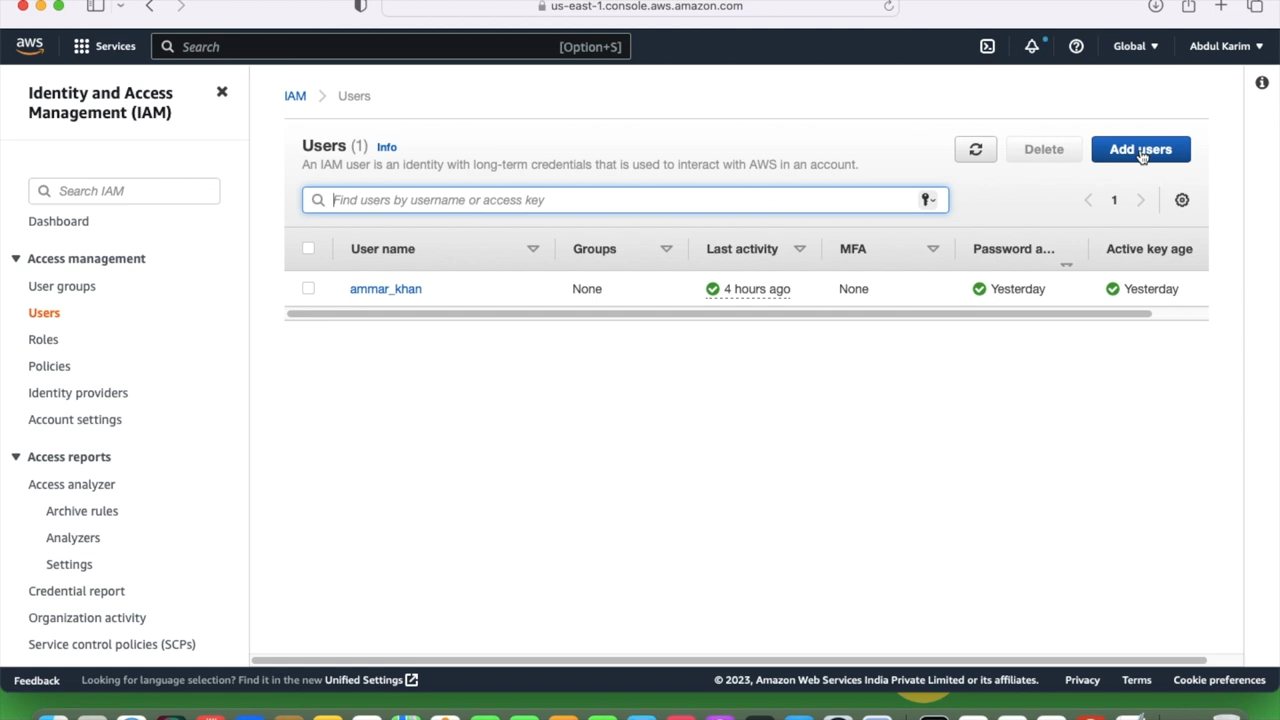 us-east-1.console.aws.amazon.com
aws Services Search [Option+S] Global Abdul Karim
Identity and Access Management (IAM)
Search IAM
Dashboard
Access management
User groups
Users
Roles
Policies
Identity providers
Account settings
Access reports
Access analyzer
Archive rules
Analyzers
Settings
Credential report
Organization activity
Service control policies (SCPs)
IAM Users
Users (1) Info
An IAM user is an identity with long-term credentials that is used to interact with AWS in an account.
Delete Add users
Find users by username or access key
1
User name Groups Last activity MFA Password a... Active key age
ammar_khan None 4 hours ago None Yesterday Yesterday
Feedback Looking for language selection? Find it in the new Unified Settings © 2023, Amazon Web Services India Private Limited or its affiliates. Privacy Terms Cookie preferences